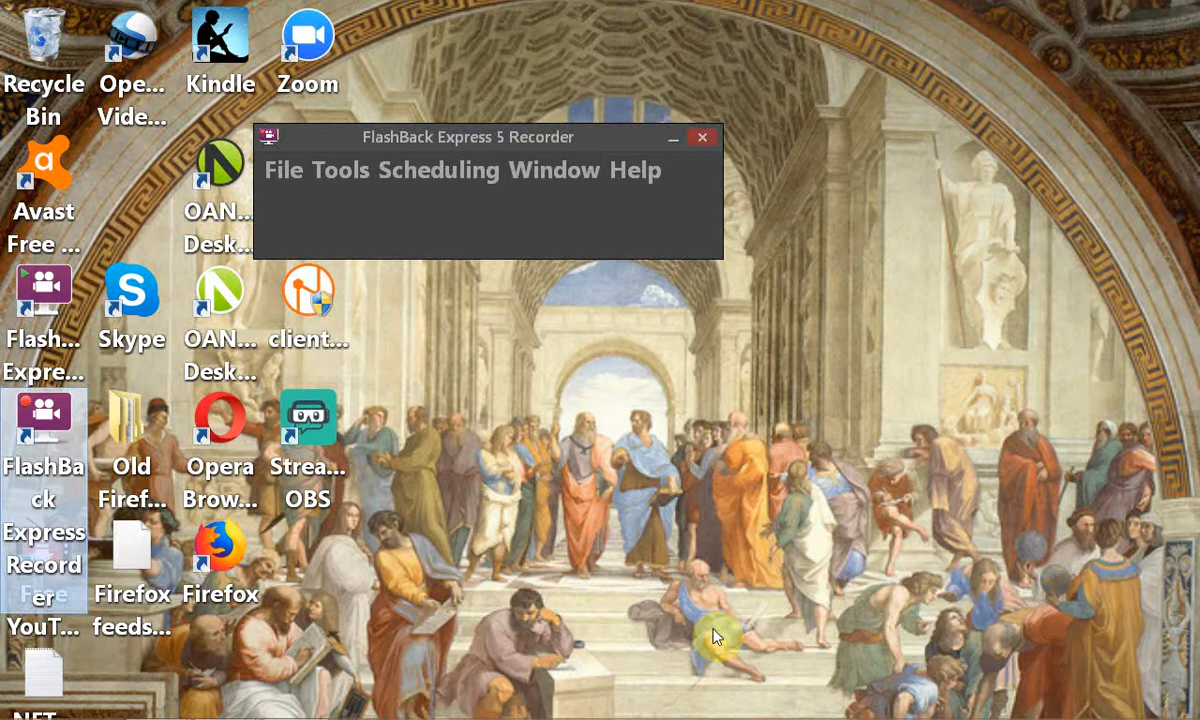 Recycle
Bin
Ope...
Vide...
Kindle
Zoom
FlashBack Express 5 Recorder
File Tools Scheduling Window Help
a
Avast
Free ...
OAN...
Desk...
Flash...
Expre...
S
Skype
OAN...
Desk...
client...
FlashBa
ck
Express
Record
er
Free
YouT...
Old
Firef...
Opera
Brow...
Strea...
OBS
Firefox
feeds...
Firefox
NET...